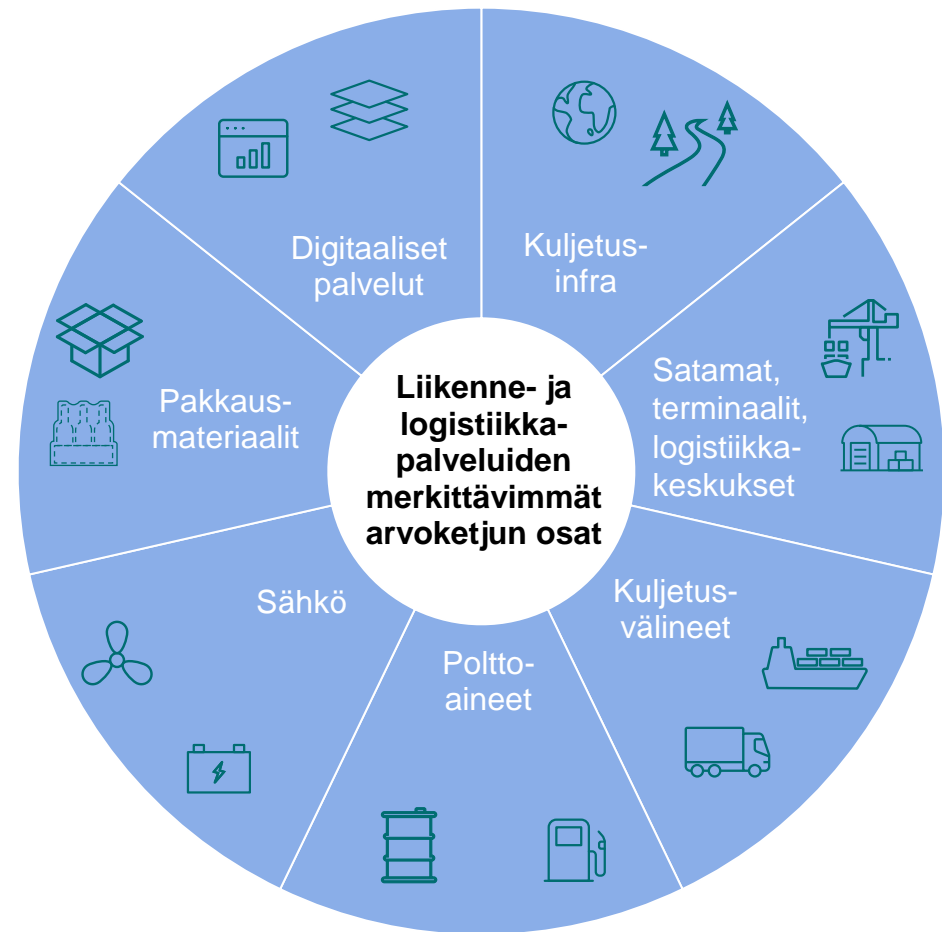 Digitaaliset
palvelut
Kuljetus-
infra
Pakkaus-
materiaalit
Liikenne- ja
logistiikka-
palveluiden
merkittävimmät
arvoketjun osat
Satamat,
terminaalit,
logistiikka-
keskukset
Sähkö
Kuljetus-
välineet
Poltto-
aineet